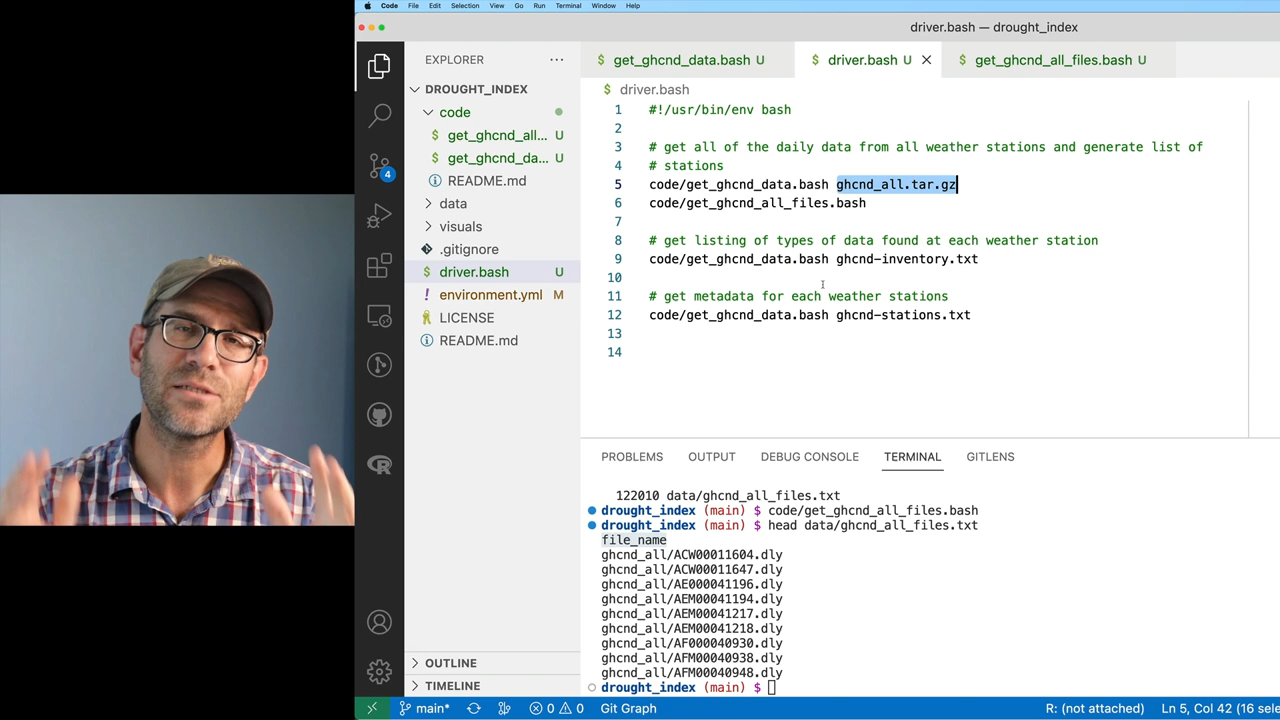 Code File Edit Selection View Go Run Terminal Window Help
driver.bash — drought_index
EXPLORER ...
DROUGHT_INDEX
code
$ get_ghcnd_all... U
$ get_ghcnd_da... U
README.md
data
visuals
.gitignore
$ driver.bash U
! environment.yml M
LICENSE
README.md
OUTLINE
TIMELINE
4
$ get_ghcnd_data.bash U
$ driver.bash U
$ get_ghcnd_all_files.bash U
$ driver.bash
1 #!/usr/bin/env bash
2
3 # get all of the daily data from all weather stations and generate list of
4 # stations
5 code/get_ghcnd_data.bash ghcnd_all.tar.gz
6 code/get_ghcnd_all_files.bash
7
8 # get listing of types of data found at each weather station
9 code/get_ghcnd_data.bash ghcnd-inventory.txt
10
11 # get metadata for each weather stations
12 code/get_ghcnd_data.bash ghcnd-stations.txt
13
14
PROBLEMS OUTPUT DEBUG CONSOLE TERMINAL GITLENS
122010 data/ghcnd_all_files.txt
drought_index (main) $ code/get_ghcnd_all_files.bash
drought_index (main) $ head data/ghcnd_all_files.txt
file_name
ghcnd_all/ACW00011604.dly
ghcnd_all/ACW00011647.dly
ghcnd_all/AE000041196.dly
ghcnd_all/AEM00041194.dly
ghcnd_all/AEM00041217.dly
ghcnd_all/AEM00041218.dly
ghcnd_all/AF000040930.dly
ghcnd_all/AFM00040938.dly
ghcnd_all/AFM00040948.dly
drought_index (main) $
main* 0 0 Git Graph R: (not attached) Ln 5, Col 42 (16 sele